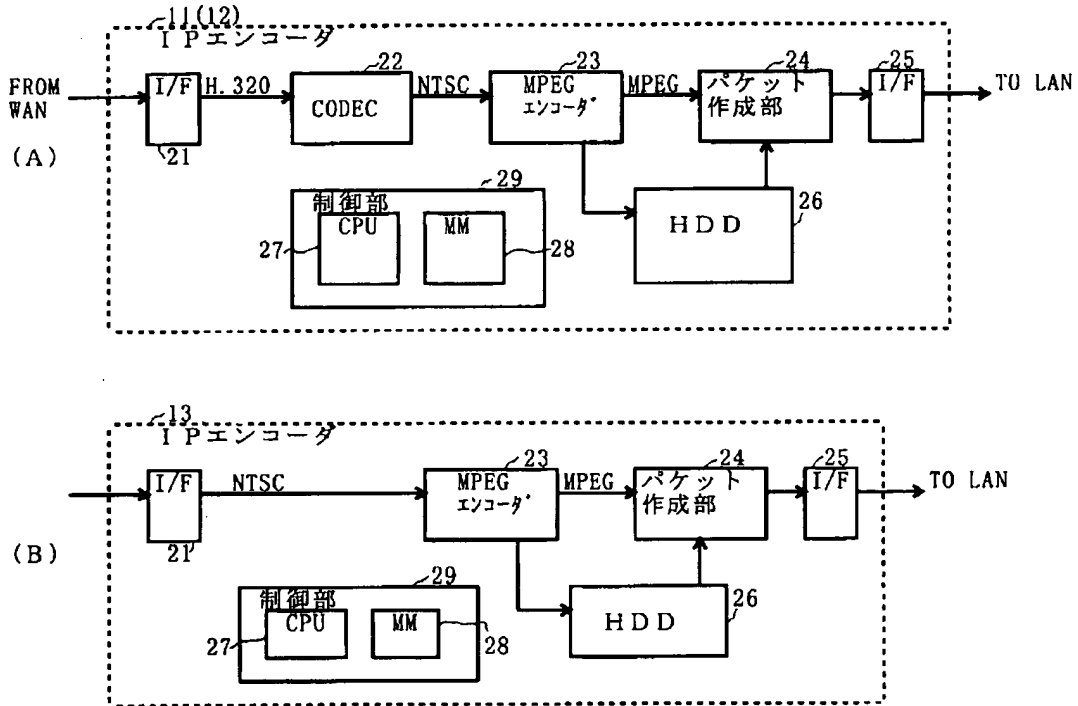 11(12)
IPエンコーダ
FROM
WAN
I/F
21
H.320
22
CODEC
NTSC
23
MPEG
エンコーダ
MPEG
24
パケット
作成部
25
I/F
TO LAN
(A)
29
制御部
CPU
27
MM
28
HDD
26
13
IPエンコーダ
I/F
21
NTSC
23
MPEG
エンコーダ
MPEG
24
パケット
作成部
25
I/F
TO LAN
(B)
29
制御部
CPU
27
MM
28
HDD
26